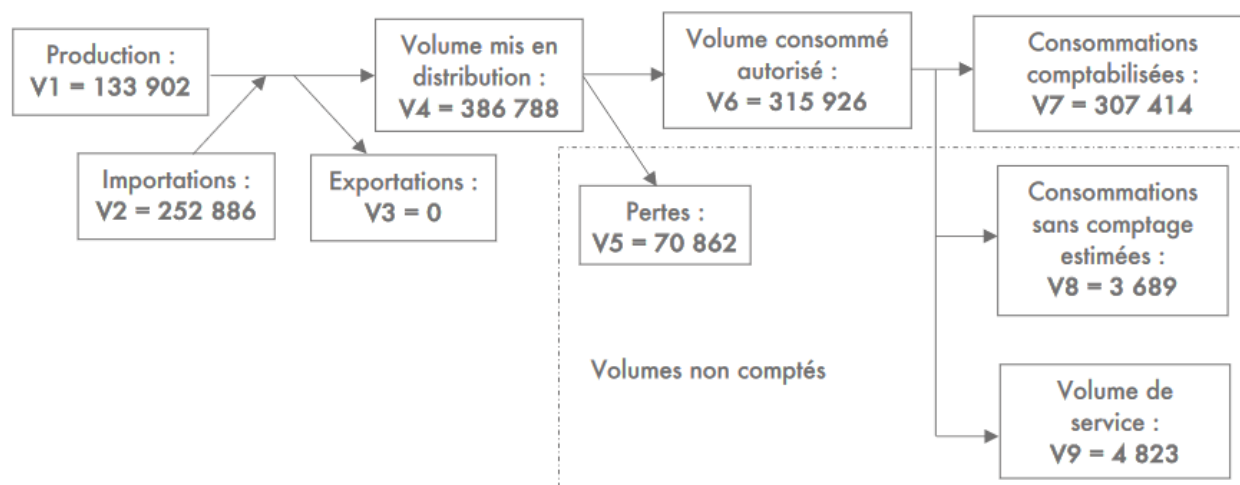 Production :
V1 = 133 902
Volume mis en
distribution :
V4 = 386 788
Volume consommé
autorisé :
V6 = 315 926
Consommations
comptabilisées :
V7 = 307 414
Importations :
V2 = 252 886
Exportations :
V3 = 0
Pertes :
V5 = 70 862
Consommations
sans comptage
estimées :
V8 = 3 689
Volumes non comptés
Volume de
service :
V9 = 4 823